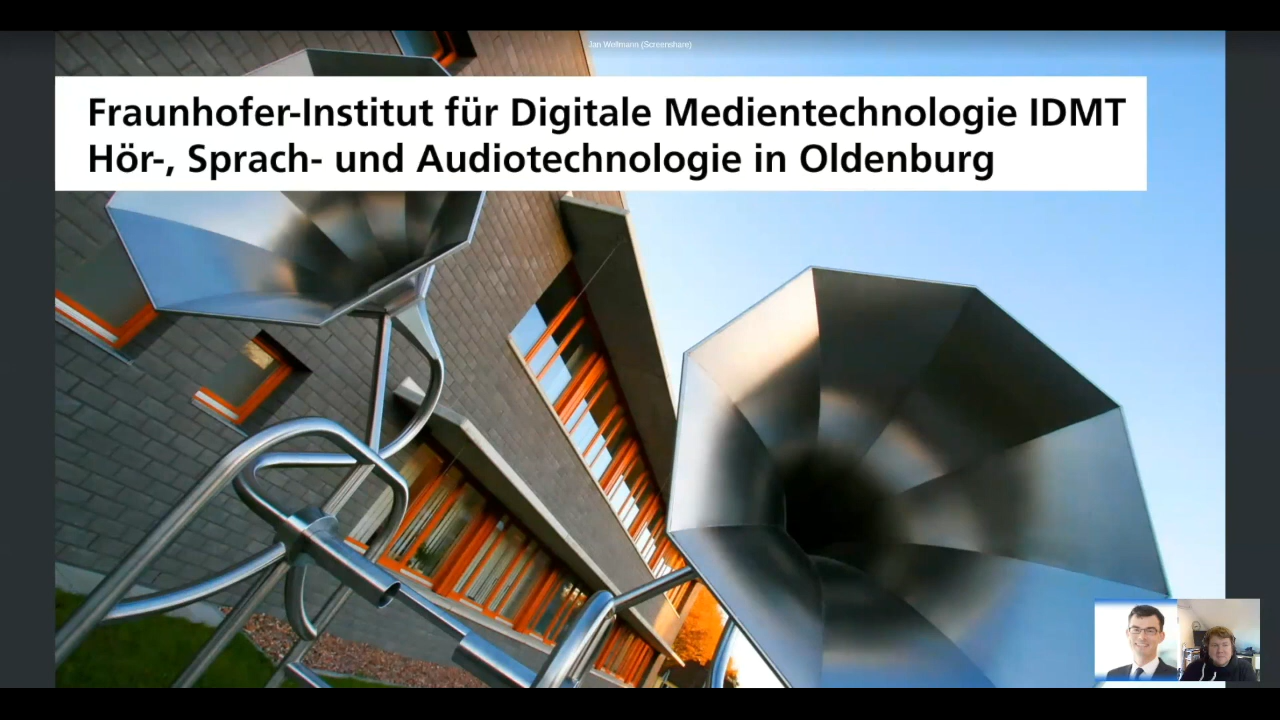 Jan Wellmann (Screenshare)
Fraunhofer-Institut für Digitale Medientechnologie IDMT
Hör-, Sprach- und Audiotechnologie in Oldenburg